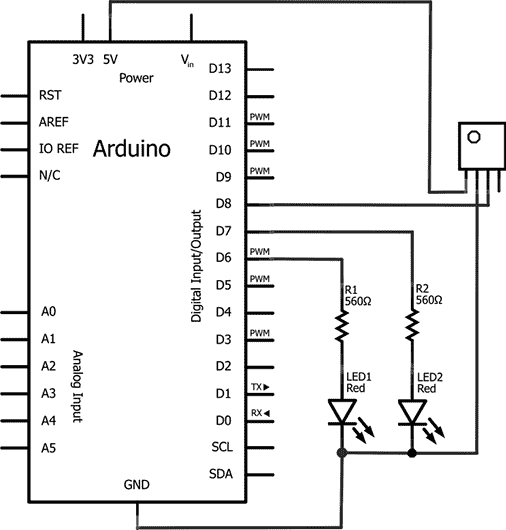 3V3 5V Vin
Power
RST
AREF
IO REF
N/C
Arduino
A0
A1
A2
A3
A4
A5
Analog Input
Digital Input/Output
D13
D12
D11 PWM
D10 PWM
D9 PWM
D8
D7
D6 PWM
D5 PWM
D4
D3 PWM
D2
D1 TX▶
D0 RX◀
SCL
SDA
GND
R1
560Ω
R2
560Ω
LED1
Red
LED2
Red